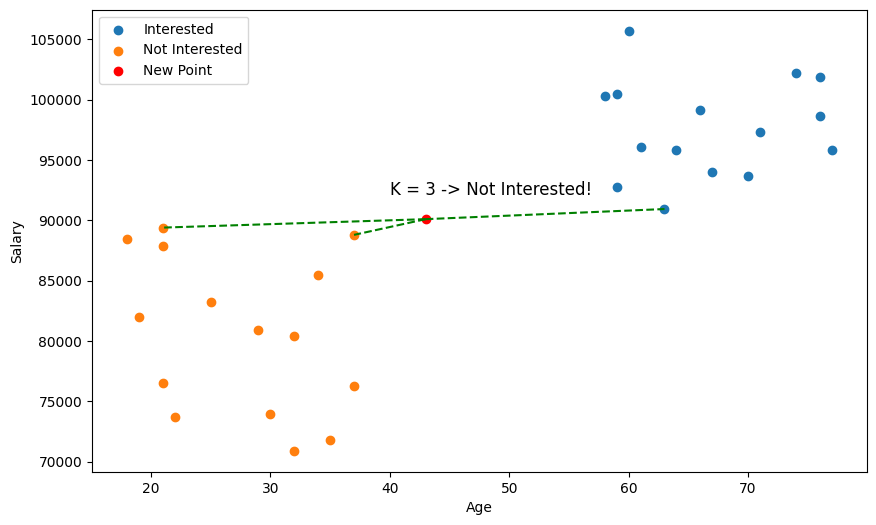 Interested
Not Interested
New Point
K = 3 -> Not Interested!
Salary
105000
100000
95000
90000
85000
80000
75000
70000
20 30 40 50 60 70
Age